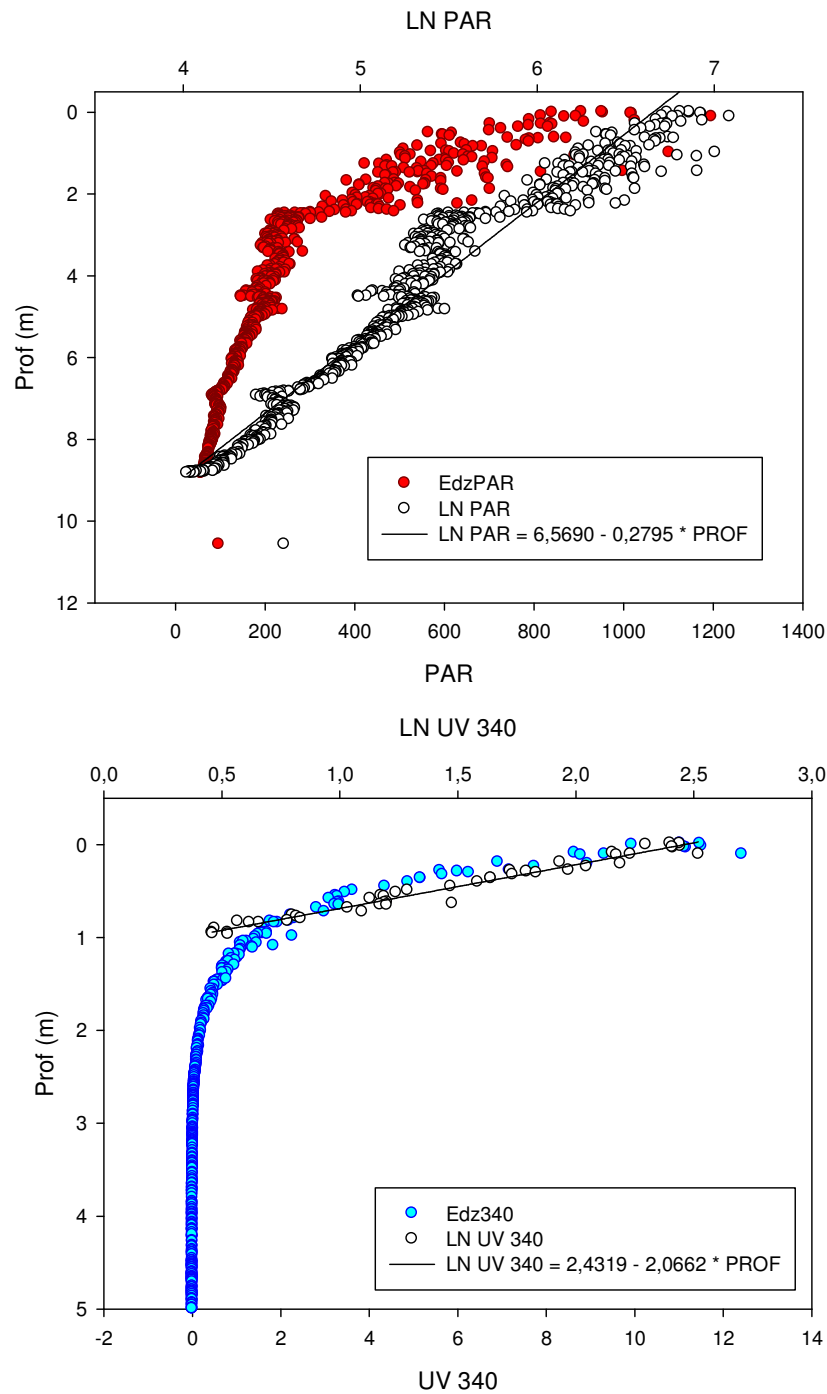 LN PAR
4 5 6 7
0
2
4
6
8
10
12
Prof (m)
EdzPAR
LN PAR
LN PAR = 6,5690 - 0,2795 * PROF
0 200 400 600 800 1000 1200 1400
PAR
LN UV 340
0,0 0,5 1,0 1,5 2,0 2,5 3,0
0
1
2
3
4
5
Prof (m)
Edz340
LN UV 340
LN UV 340 = 2,4319 - 2,0662 * PROF
-2 0 2 4 6 8 10 12 14
UV 340